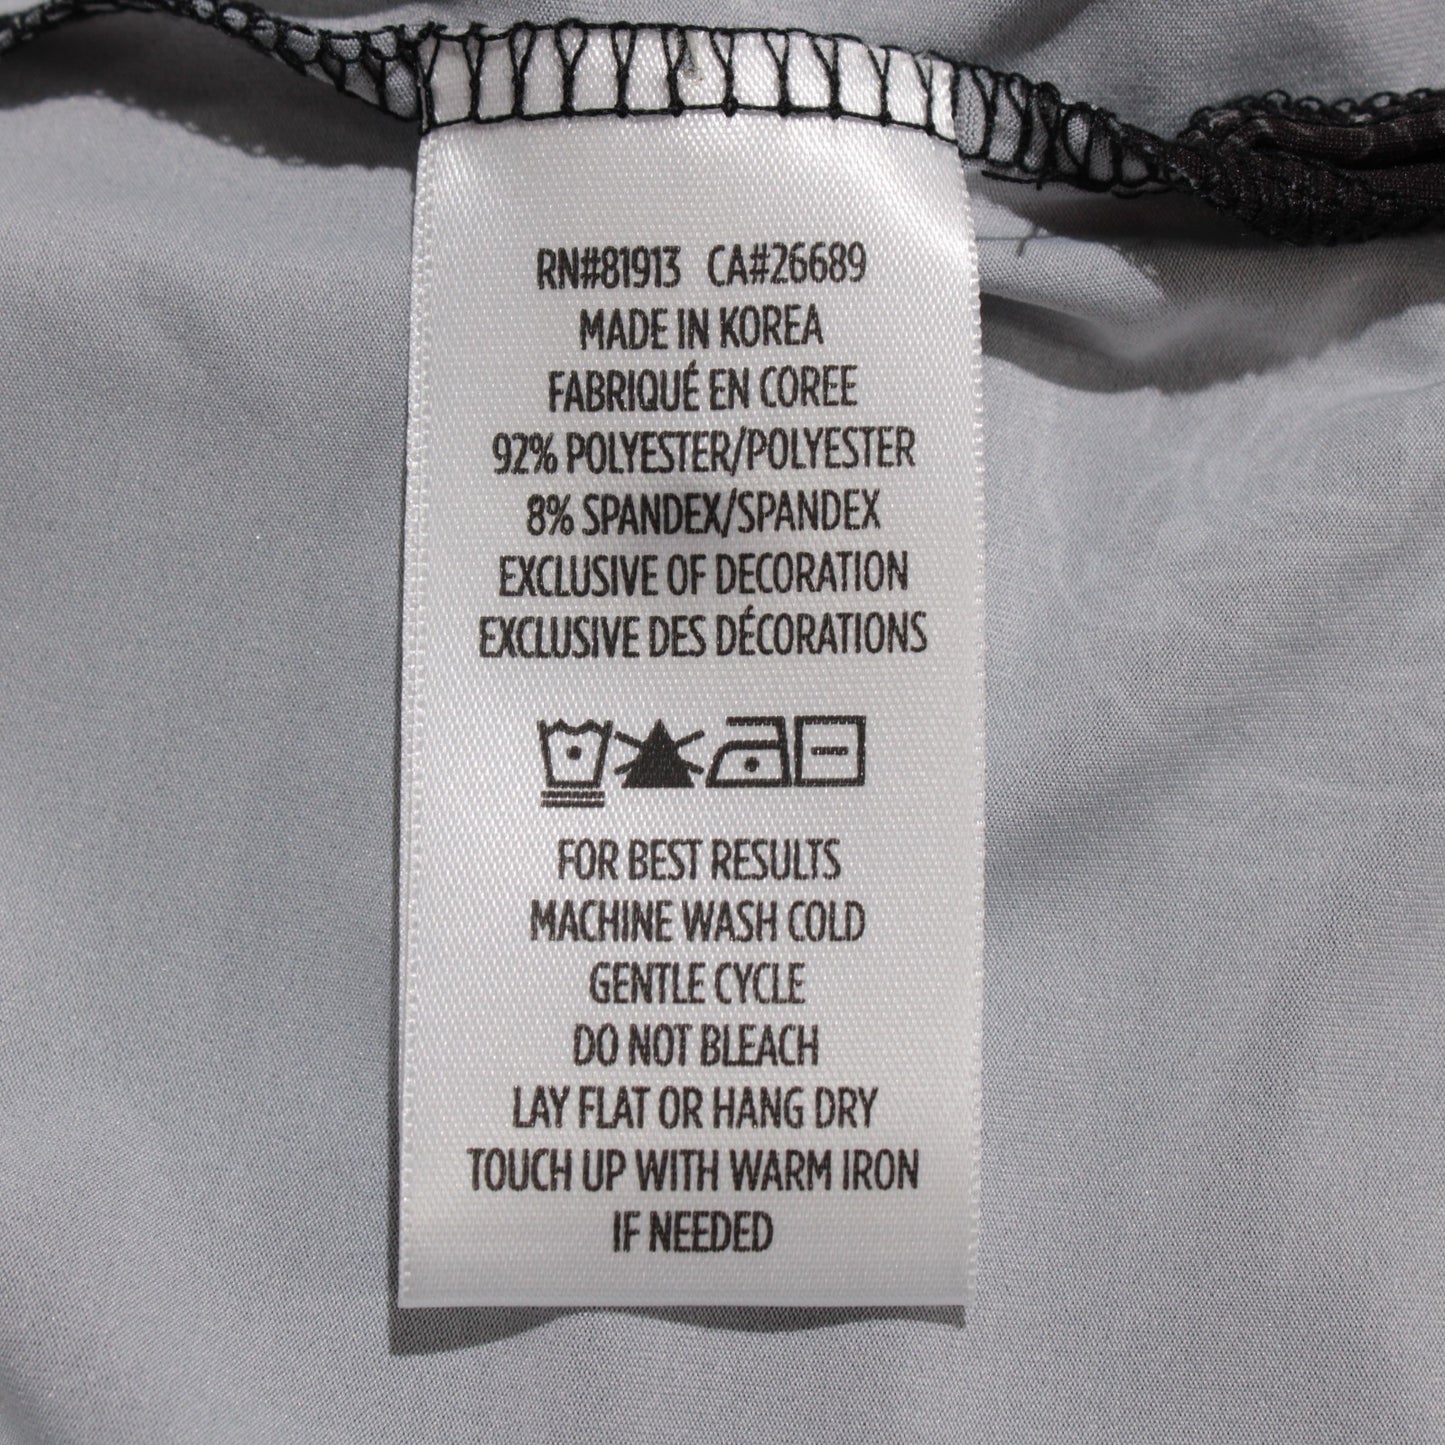 RN#81913 CA#26689
MADE IN KOREA
FABRIQUÉ EN COREE
92% POLYESTER/POLYESTER
8% SPANDEX/SPANDEX
EXCLUSIVE OF DECORATION
EXCLUSIVE DES DÉCORATIONS
FOR BEST RESULTS
MACHINE WASH COLD
GENTLE CYCLE
DO NOT BLEACH
LAY FLAT OR HANG DRY
TOUCH UP WITH WARM IRON
IF NEEDED